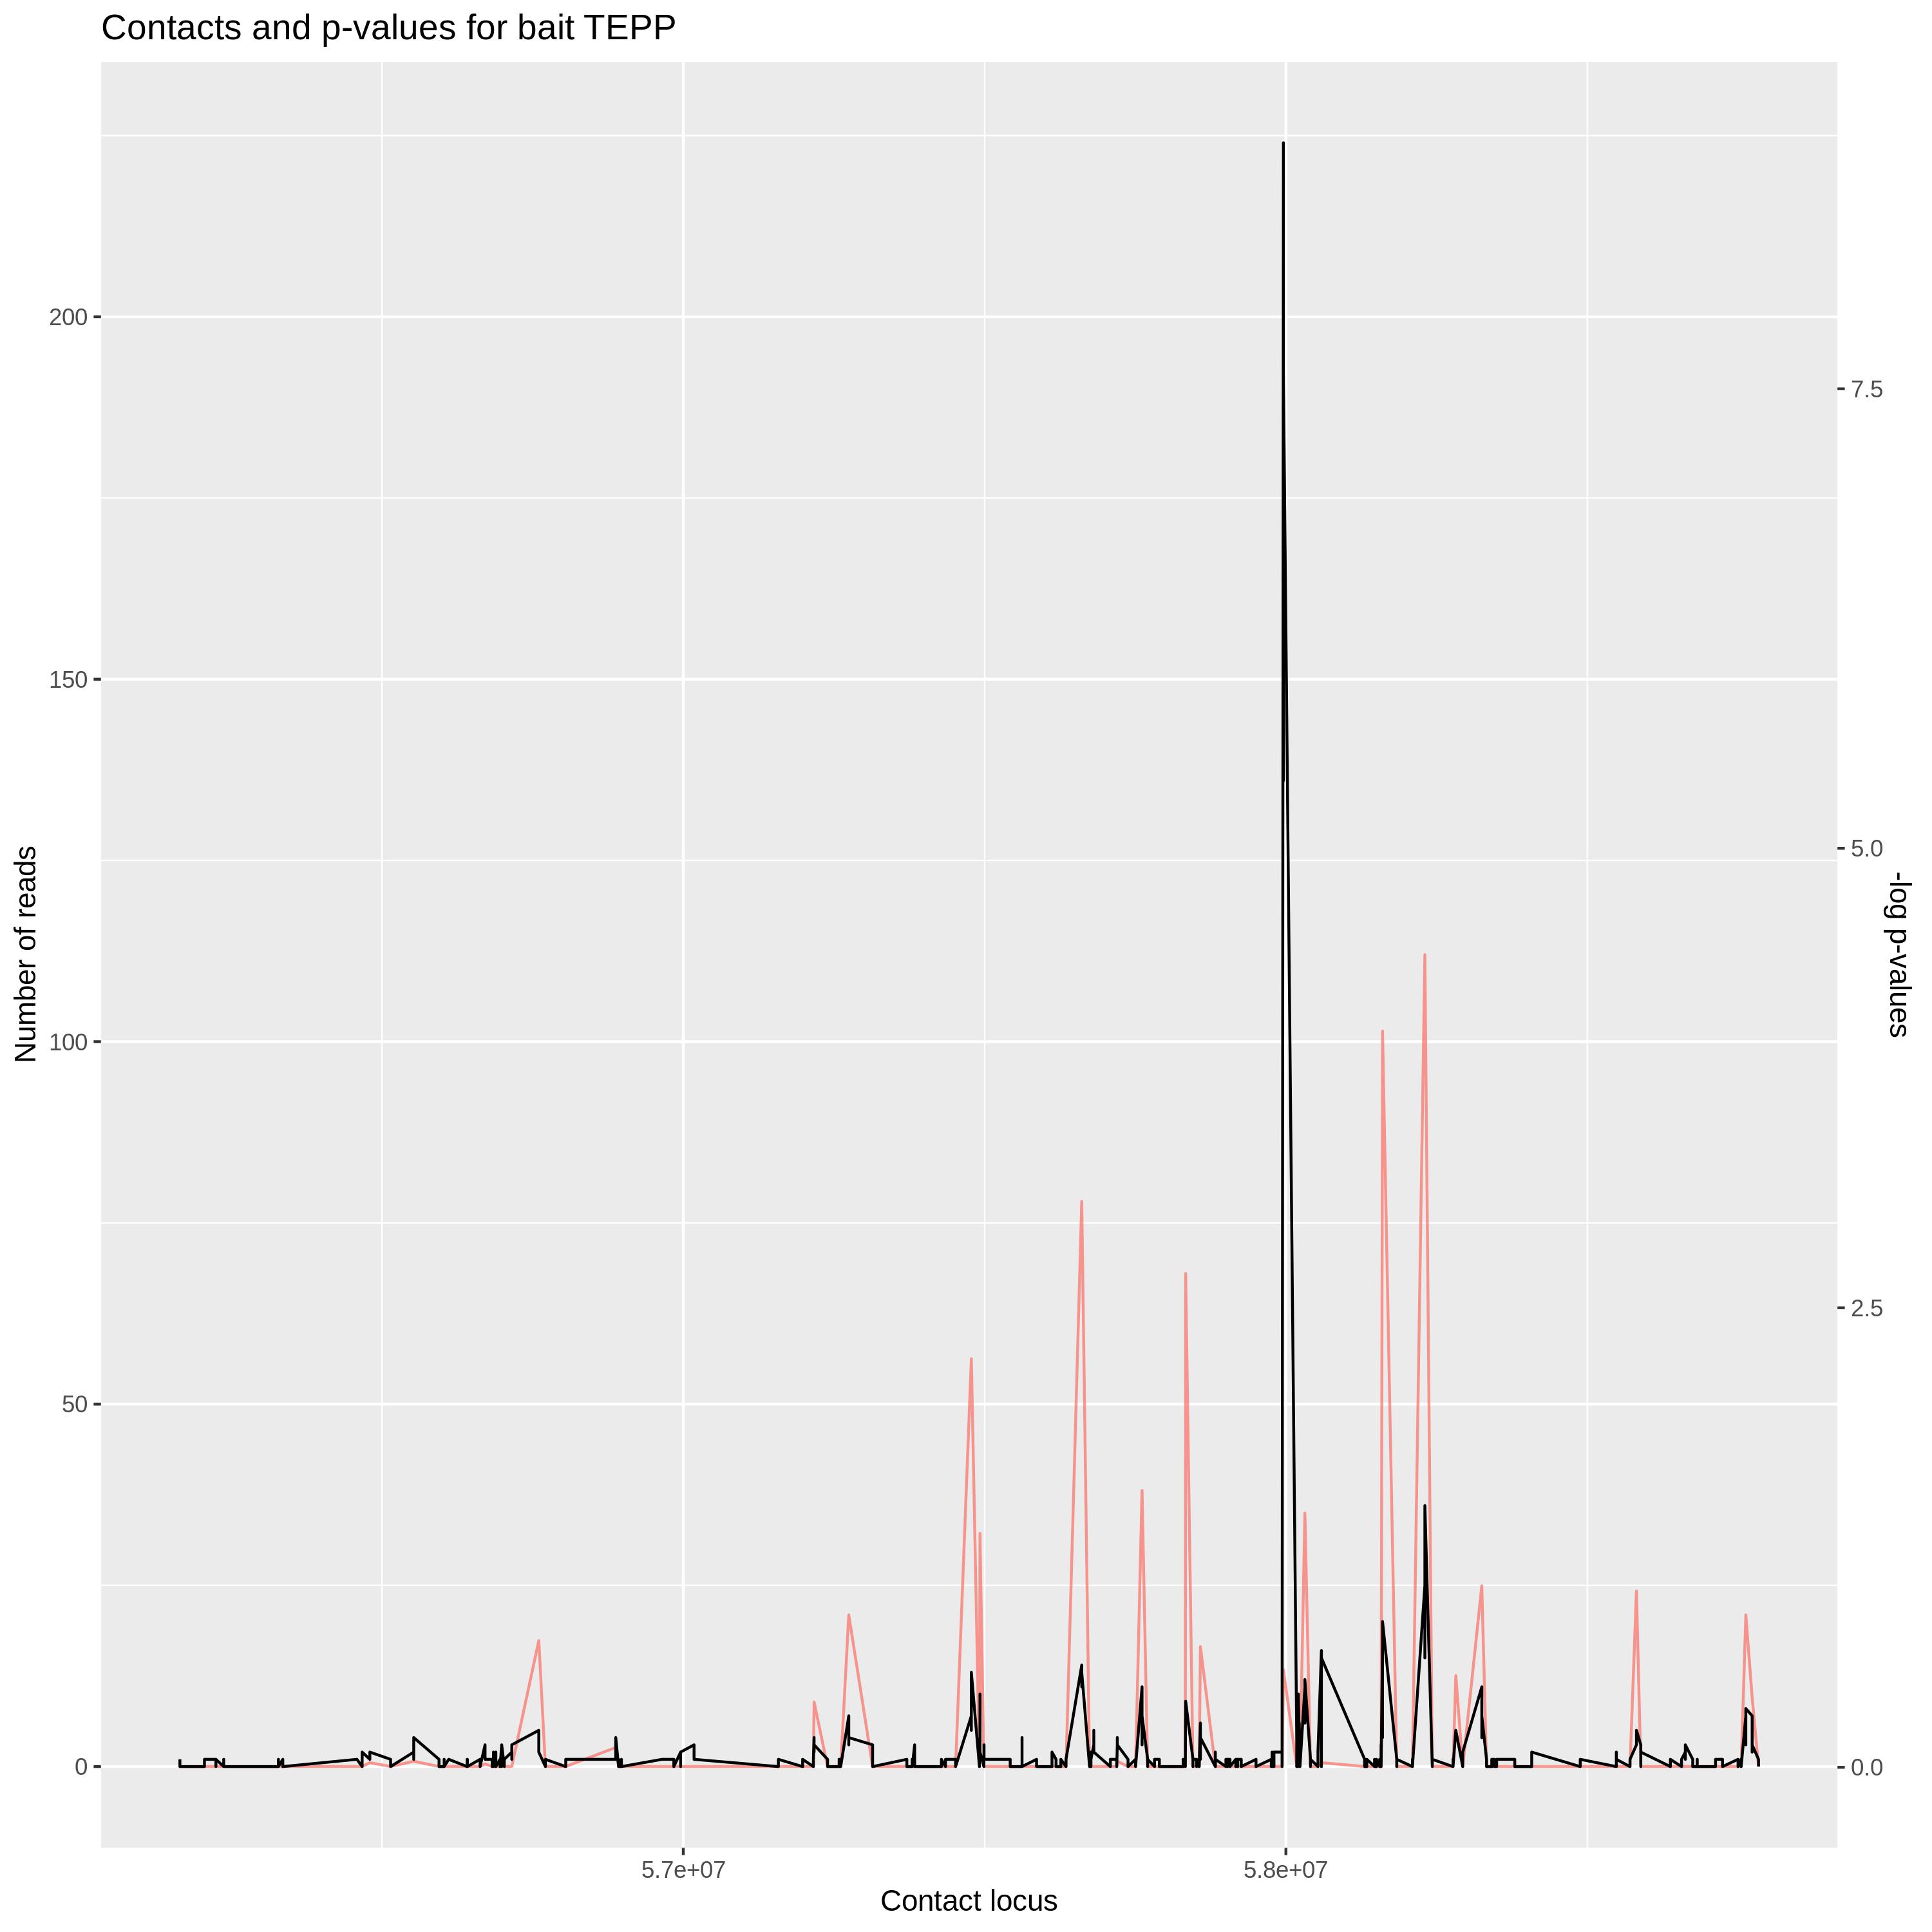 Contacts and p-values for bait TEPP
200
150
100
50
0
Number of reads
7.5
5.0
2.5
0.0
-log p-values
5.7e+07
5.8e+07
Contact locus